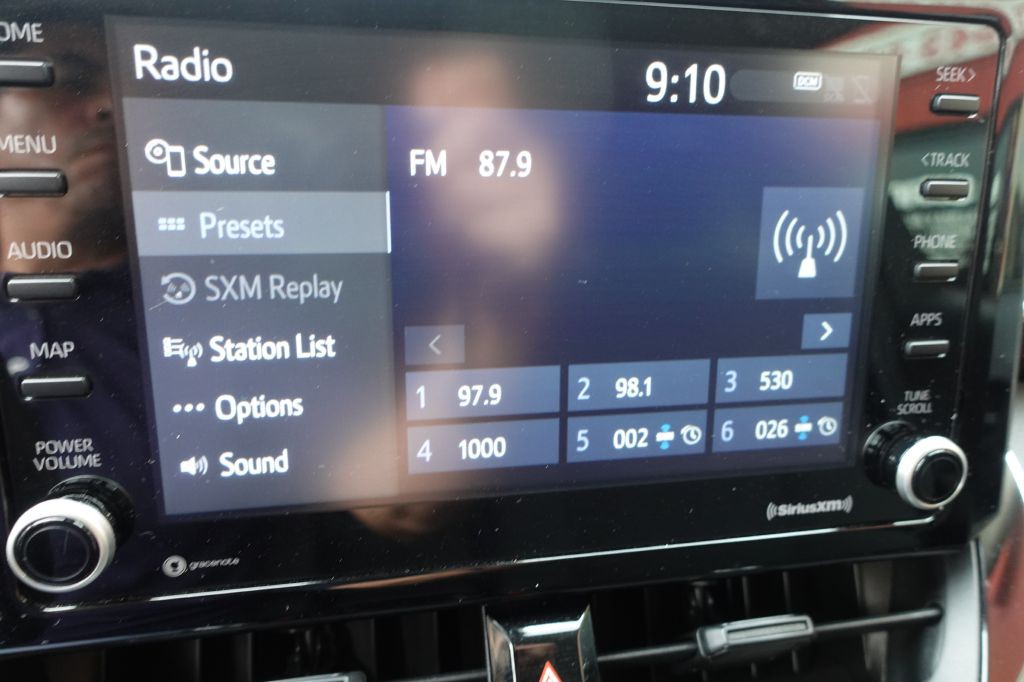 OME
MENU
AUDIO
MAP
POWER
VOLUME
Radio
9:10
DCM
Source
Presets
SXM Replay
Station List
Options
Sound
FM 87.9
<
>
1 97.9
2 98.1
3 530
4 1000
5 002
6 026
SEEK>
<TRACK
PHONE
APPS
TUNE
SCROLL
gracenote
((SiriusXM))